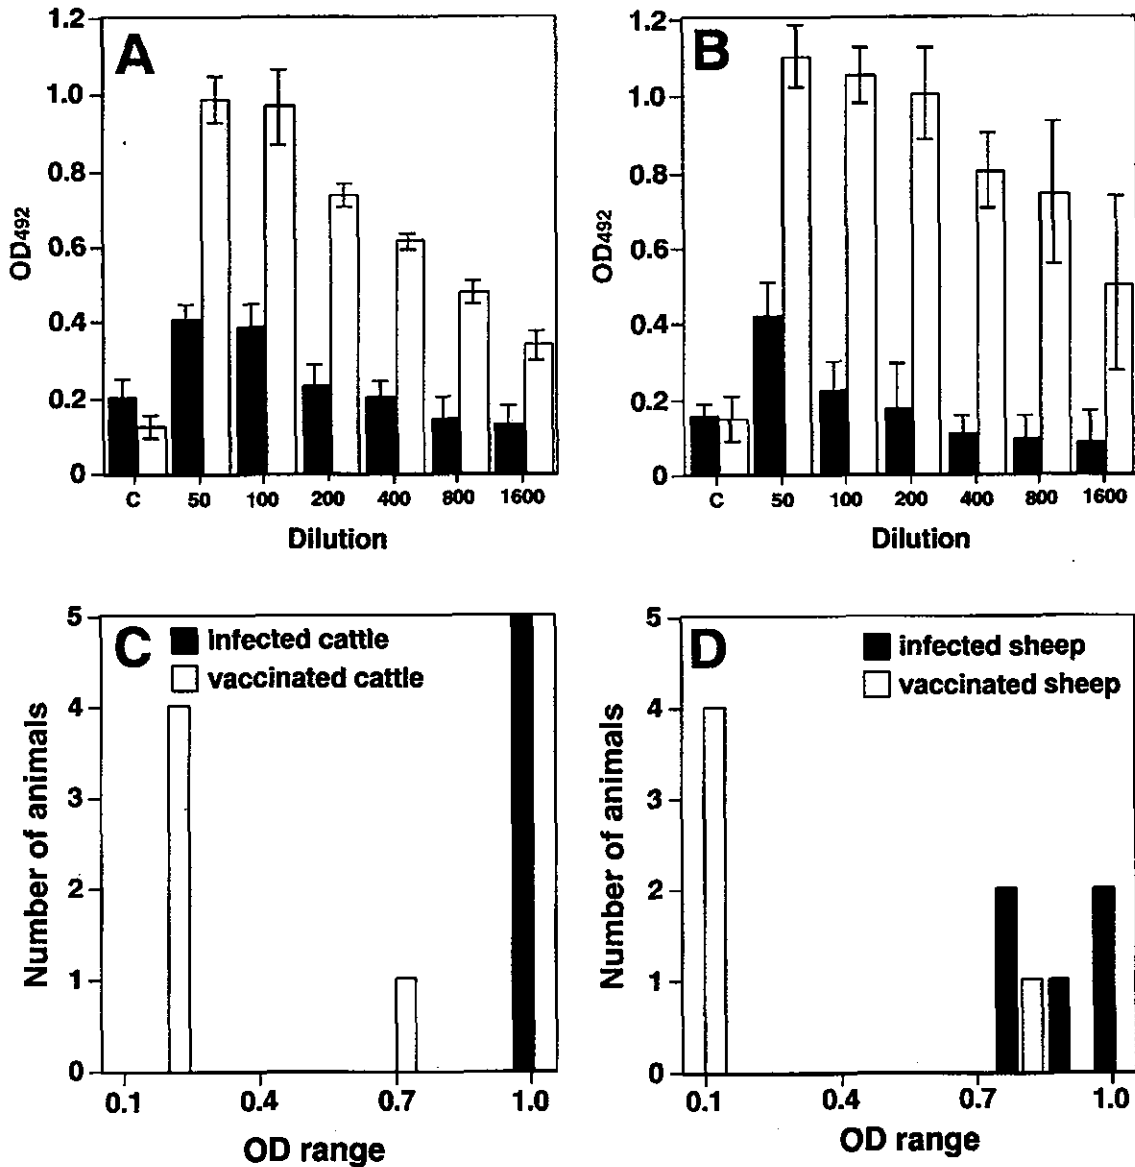 A
1.2
1.0
0.8
0.6
0.4
0.2
0
OD492
C 50 100 200 400 800 1600
Dilution
B
1.2
1.0
0.8
0.6
0.4
0.2
0
OD492
C 50 100 200 400 800 1600
Dilution
C
infected cattle
vaccinated cattle
5
4
3
2
1
0
Number of animals
0.1 0.4 0.7 1.0
OD range
D
infected sheep
vaccinated sheep
5
4
3
2
1
0
Number of animals
0.1 0.4 0.7 1.0
OD range